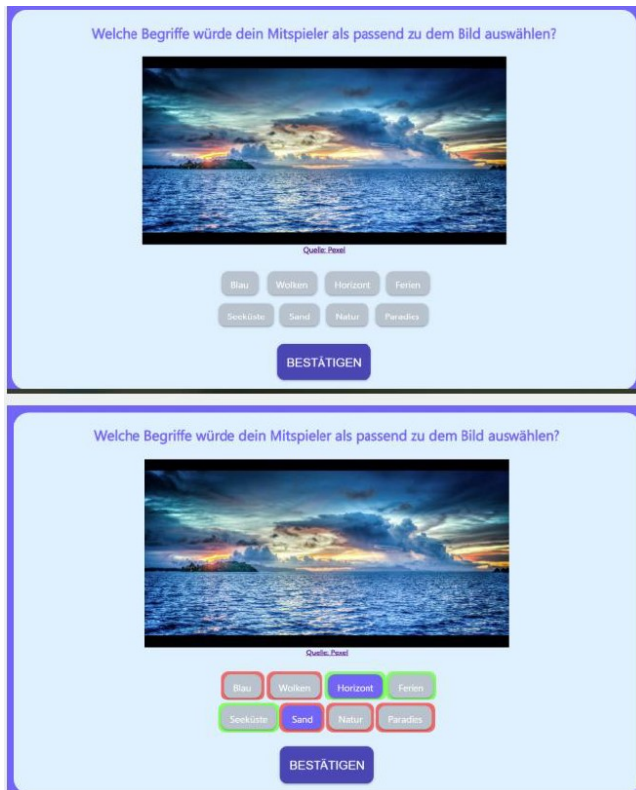 Welche Begriffe würde dein Mitspieler als passend zu dem Bild auswählen?
Quelle: Pexel
Blau Wolken Horizont Ferien
Seeküste Sand Natur Paradies
BESTÄTIGEN
Welche Begriffe würde dein Mitspieler als passend zu dem Bild auswählen?
Quelle: Pexel
Blau Wolken Horizont Ferien
Seeküste Sand Natur Paradies
BESTÄTIGEN